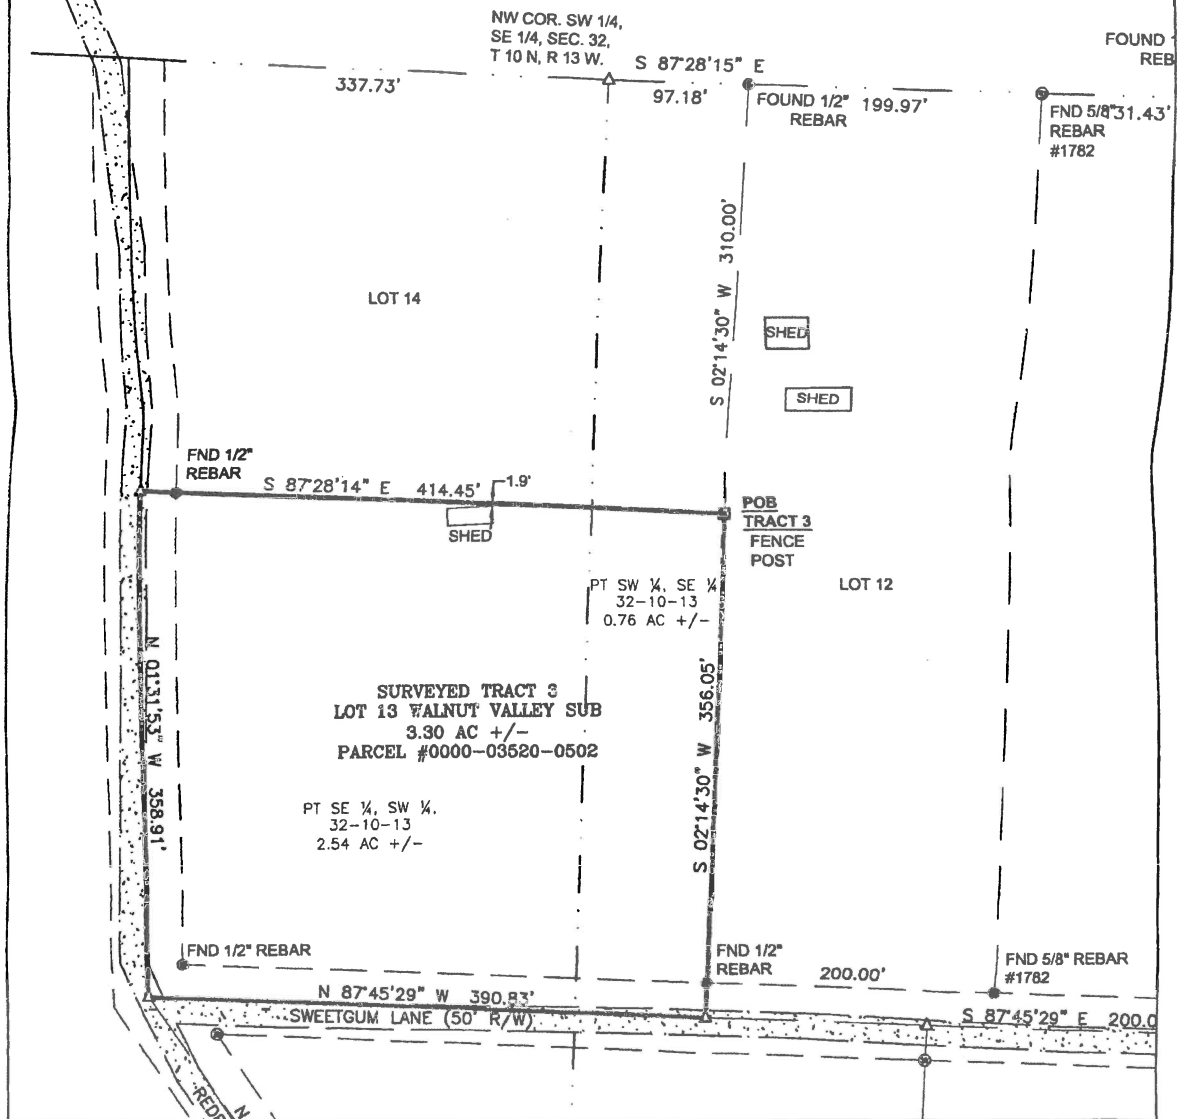 NW COR. SW 1/4,
SE 1/4, SEC. 32,
T 10 N, R 13 W.
S 87°28'15" E
FOUND
REB
337.73'
97.18'
FOUND 1/2"
REBAR
199.97'
FND 5/8"
REBAR
#1782
31.43'
S 02°14'30" W 310.00'
LOT 14
SHED
SHED
FND 1/2"
REBAR
S 87°28'14" E 414.45'
1.9'
SHED
POB
TRACT 3
FENCE
POST
LOT 12
PT SW ¼, SE ¼
32-10-13
0.76 AC +/-
N 01°31'53" W 358.91'
SURVEYED TRACT 3
LOT 13 WALNUT VALLEY SUB
3.30 AC +/-
PARCEL #0000-03520-0502
S 02°14'30" W 356.05'
PT SE ¼, SW ¼,
32-10-13
2.54 AC +/-
FND 1/2" REBAR
FND 1/2"
REBAR
200.00'
FND 5/8" REBAR
#1782
N 87°45'29" W 390.83'
SWEETGUM LANE (50' R/W)
S 87°45'29" E 200.0
N